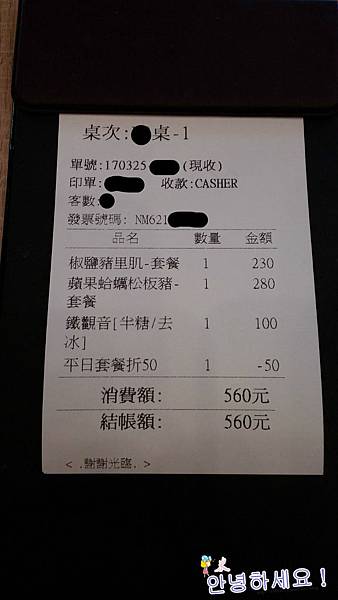 桌次: 桌-1
單號:170325 (現收)
印單: 收款:CASHER
客數:
發票號碼: NM621
品名 數量 金額
椒鹽豬里肌-套餐 1 230
蘋果蛤蠣松板豬- 1 280
套餐
鐵觀音[半糖/去 1 100
冰]
平日套餐折50 1 -50
消費額: 560元
結帳額: 560元
< .謝謝光臨. >
안녕하세요!